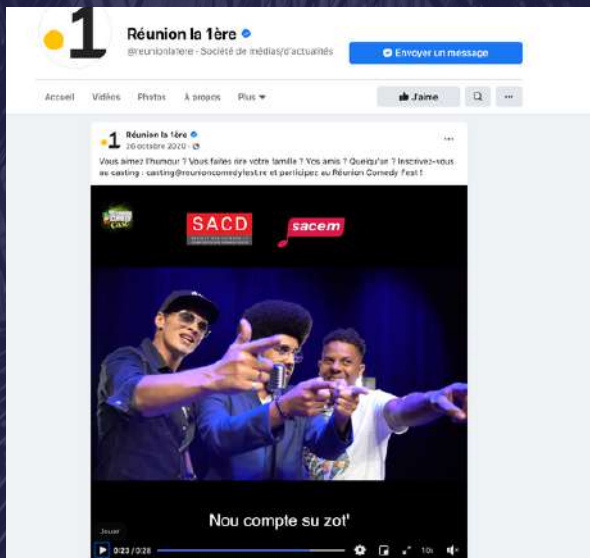 .1
Réunion la 1ère
@reunionla1ere · Société de médias/d'actualités
Envoyer un message
Accueil Vidéos Photos À propos Plus
J'aime
.1
Réunion la 1ère
26 octobre 2020 ·
Vous aimez l'humour ? Vous faites rire votre famille ? Vos amis ? Quelqu'un ? Inscrivez-vous
au casting : casting@reunioncomedyfest.re et participez au Réunion Comedy Fest !
SACD
sacem
Nou compte su zot'
Jouer
0:23 / 0:28